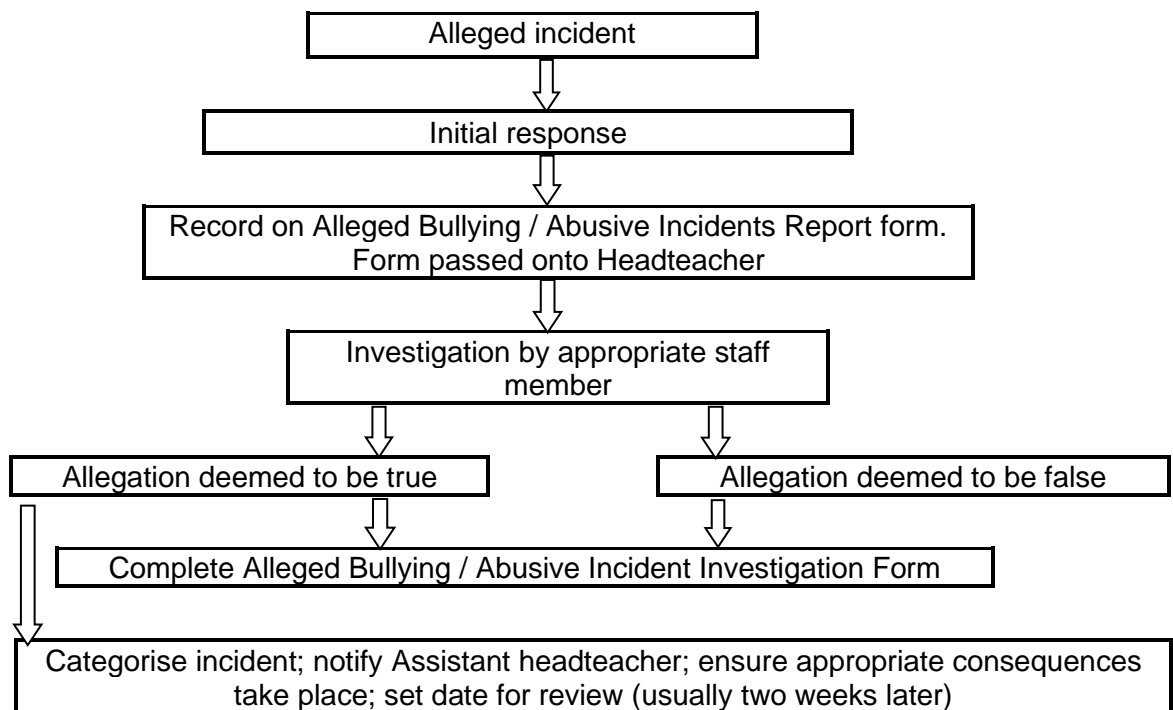 Alleged incident
Initial response
Record on Alleged Bullying / Abusive Incidents Report form.
Form passed onto Headteacher
Investigation by appropriate staff
member
Allegation deemed to be true
Allegation deemed to be false
Complete Alleged Bullying / Abusive Incident Investigation Form
Categorise incident; notify Assistant headteacher; ensure appropriate consequences
take place; set date for review (usually two weeks later)